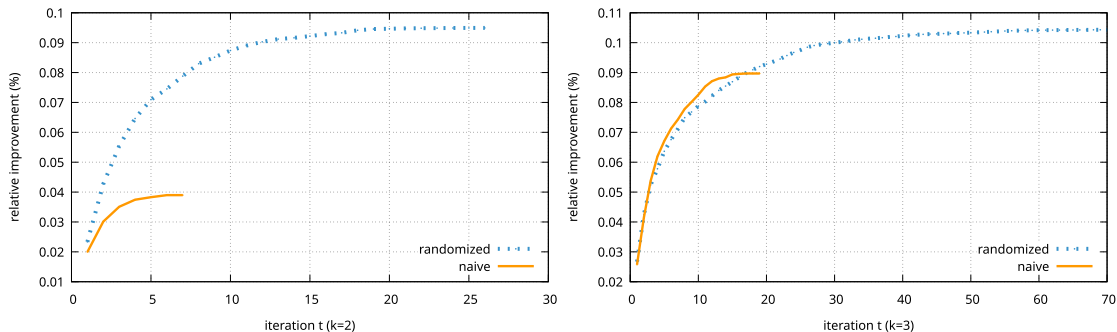 relative improvement (%)
0.1
0.09
0.08
0.07
0.06
0.05
0.04
0.03
0.02
0.01
randomized
naive
0 5 10 15 20 25 30
iteration t (k=2)
relative improvement (%)
0.11
0.1
0.09
0.08
0.07
0.06
0.05
0.04
0.03
0.02
randomized
naive
0 10 20 30 40 50 60 70
iteration t (k=3)